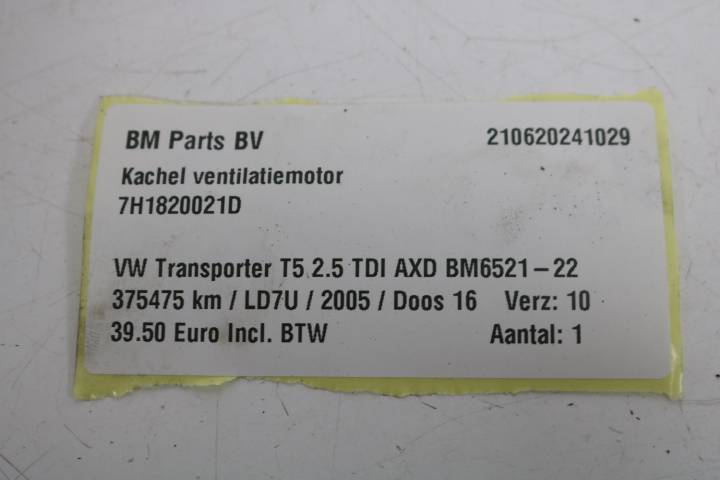 BM Parts BV 210620241029
Kachel ventilatiemotor
7H1820021D
VW Transporter T5 2.5 TDI AXD BM6521-22
375475 km / LD7U / 2005 / Doos 16 Verz: 10
39.50 Euro Incl. BTW Aantal: 1